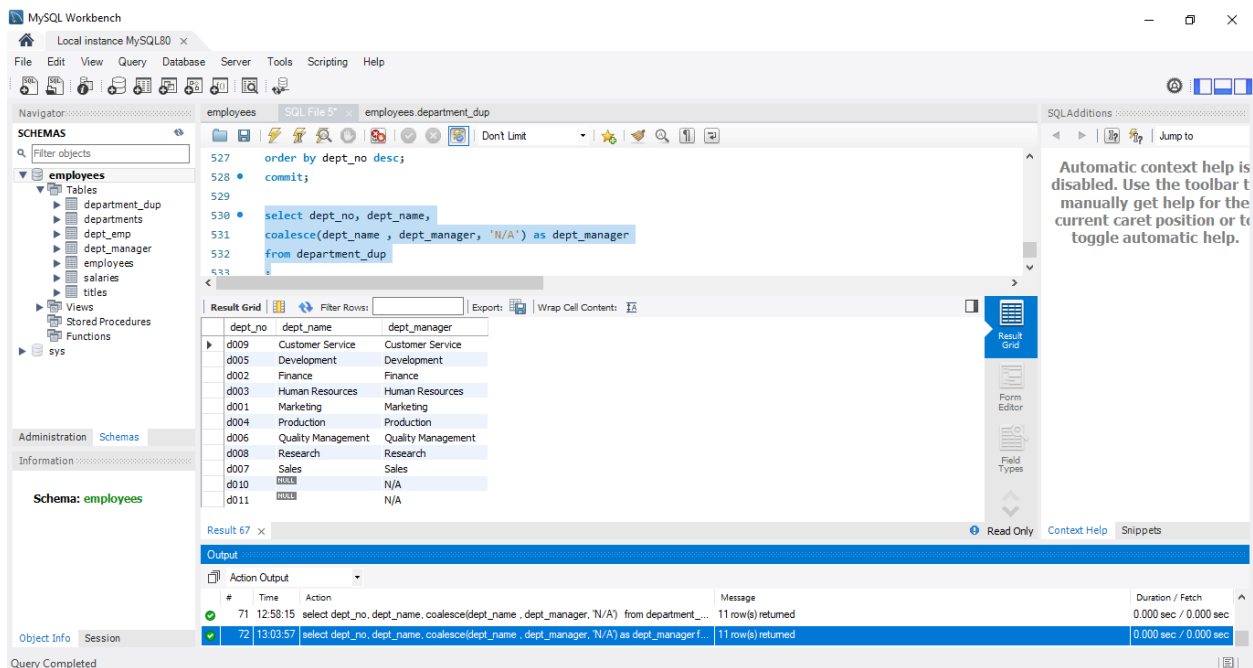 MySQL Workbench
Local instance MySQL80
File Edit View Query Database Server Tools Scripting Help
Navigator
SCHEMAS
Filter objects
employees
Tables
department_dup
departments
dept_emp
dept_manager
employees
salaries
titles
Views
Stored Procedures
Functions
sys
Administration Schemas
Information
Schema: employees
Object Info Session
Query Completed
employees SQL File 5* employees.department_dup
Don't Limit
527 order by dept_no desc;
528 commit;
529
530 select dept_no, dept_name,
531 coalesce(dept_name , dept_manager, 'N/A') as dept_manager
532 from department_dup
533 ;
Result Grid Filter Rows: Export: Wrap Cell Content:
dept_no dept_name dept_manager
d009 Customer Service Customer Service
d005 Development Development
d002 Finance Finance
d003 Human Resources Human Resources
d001 Marketing Marketing
d004 Production Production
d006 Quality Management Quality Management
d008 Research Research
d007 Sales Sales
d010 NULL N/A
d011 NULL N/A
Result Grid
Form Editor
Field Types
Result 67 Read Only
Output
Action Output
# Time Action Message Duration / Fetch
71 12:58:15 select dept_no, dept_name, coalesce(dept_name , dept_manager, 'N/A') from department_... 11 row(s) returned 0.000 sec / 0.000 sec
72 13:03:57 select dept_no, dept_name, coalesce(dept_name , dept_manager, 'N/A') as dept_manager f... 11 row(s) returned 0.000 sec / 0.000 sec
SQLAdditions
Jump to
Automatic context help is
disabled. Use the toolbar t
manually get help for the
current caret position or to
toggle automatic help.
Context Help Snippets